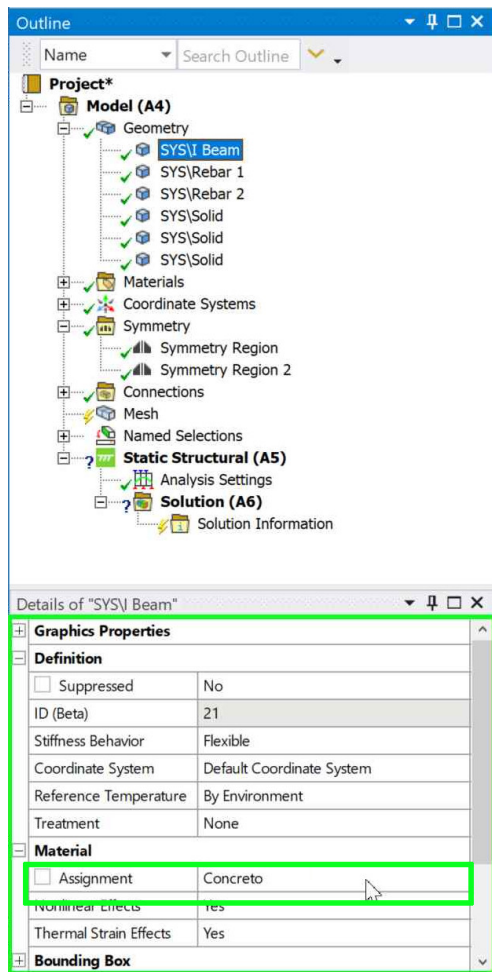 Outline
Name Search Outline
Project*
Model (A4)
Geometry
SYS\I Beam
SYS\Rebar 1
SYS\Rebar 2
SYS\Solid
SYS\Solid
SYS\Solid
Materials
Coordinate Systems
Symmetry
Symmetry Region
Symmetry Region 2
Connections
Mesh
Named Selections
Static Structural (A5)
Analysis Settings
Solution (A6)
Solution Information
Details of "SYS\I Beam"
Graphics Properties
Definition
Suppressed No
ID (Beta) 21
Stiffness Behavior Flexible
Coordinate System Default Coordinate System
Reference Temperature By Environment
Treatment None
Material
Assignment Concreto
Nonlinear Effects Yes
Thermal Strain Effects Yes
Bounding Box